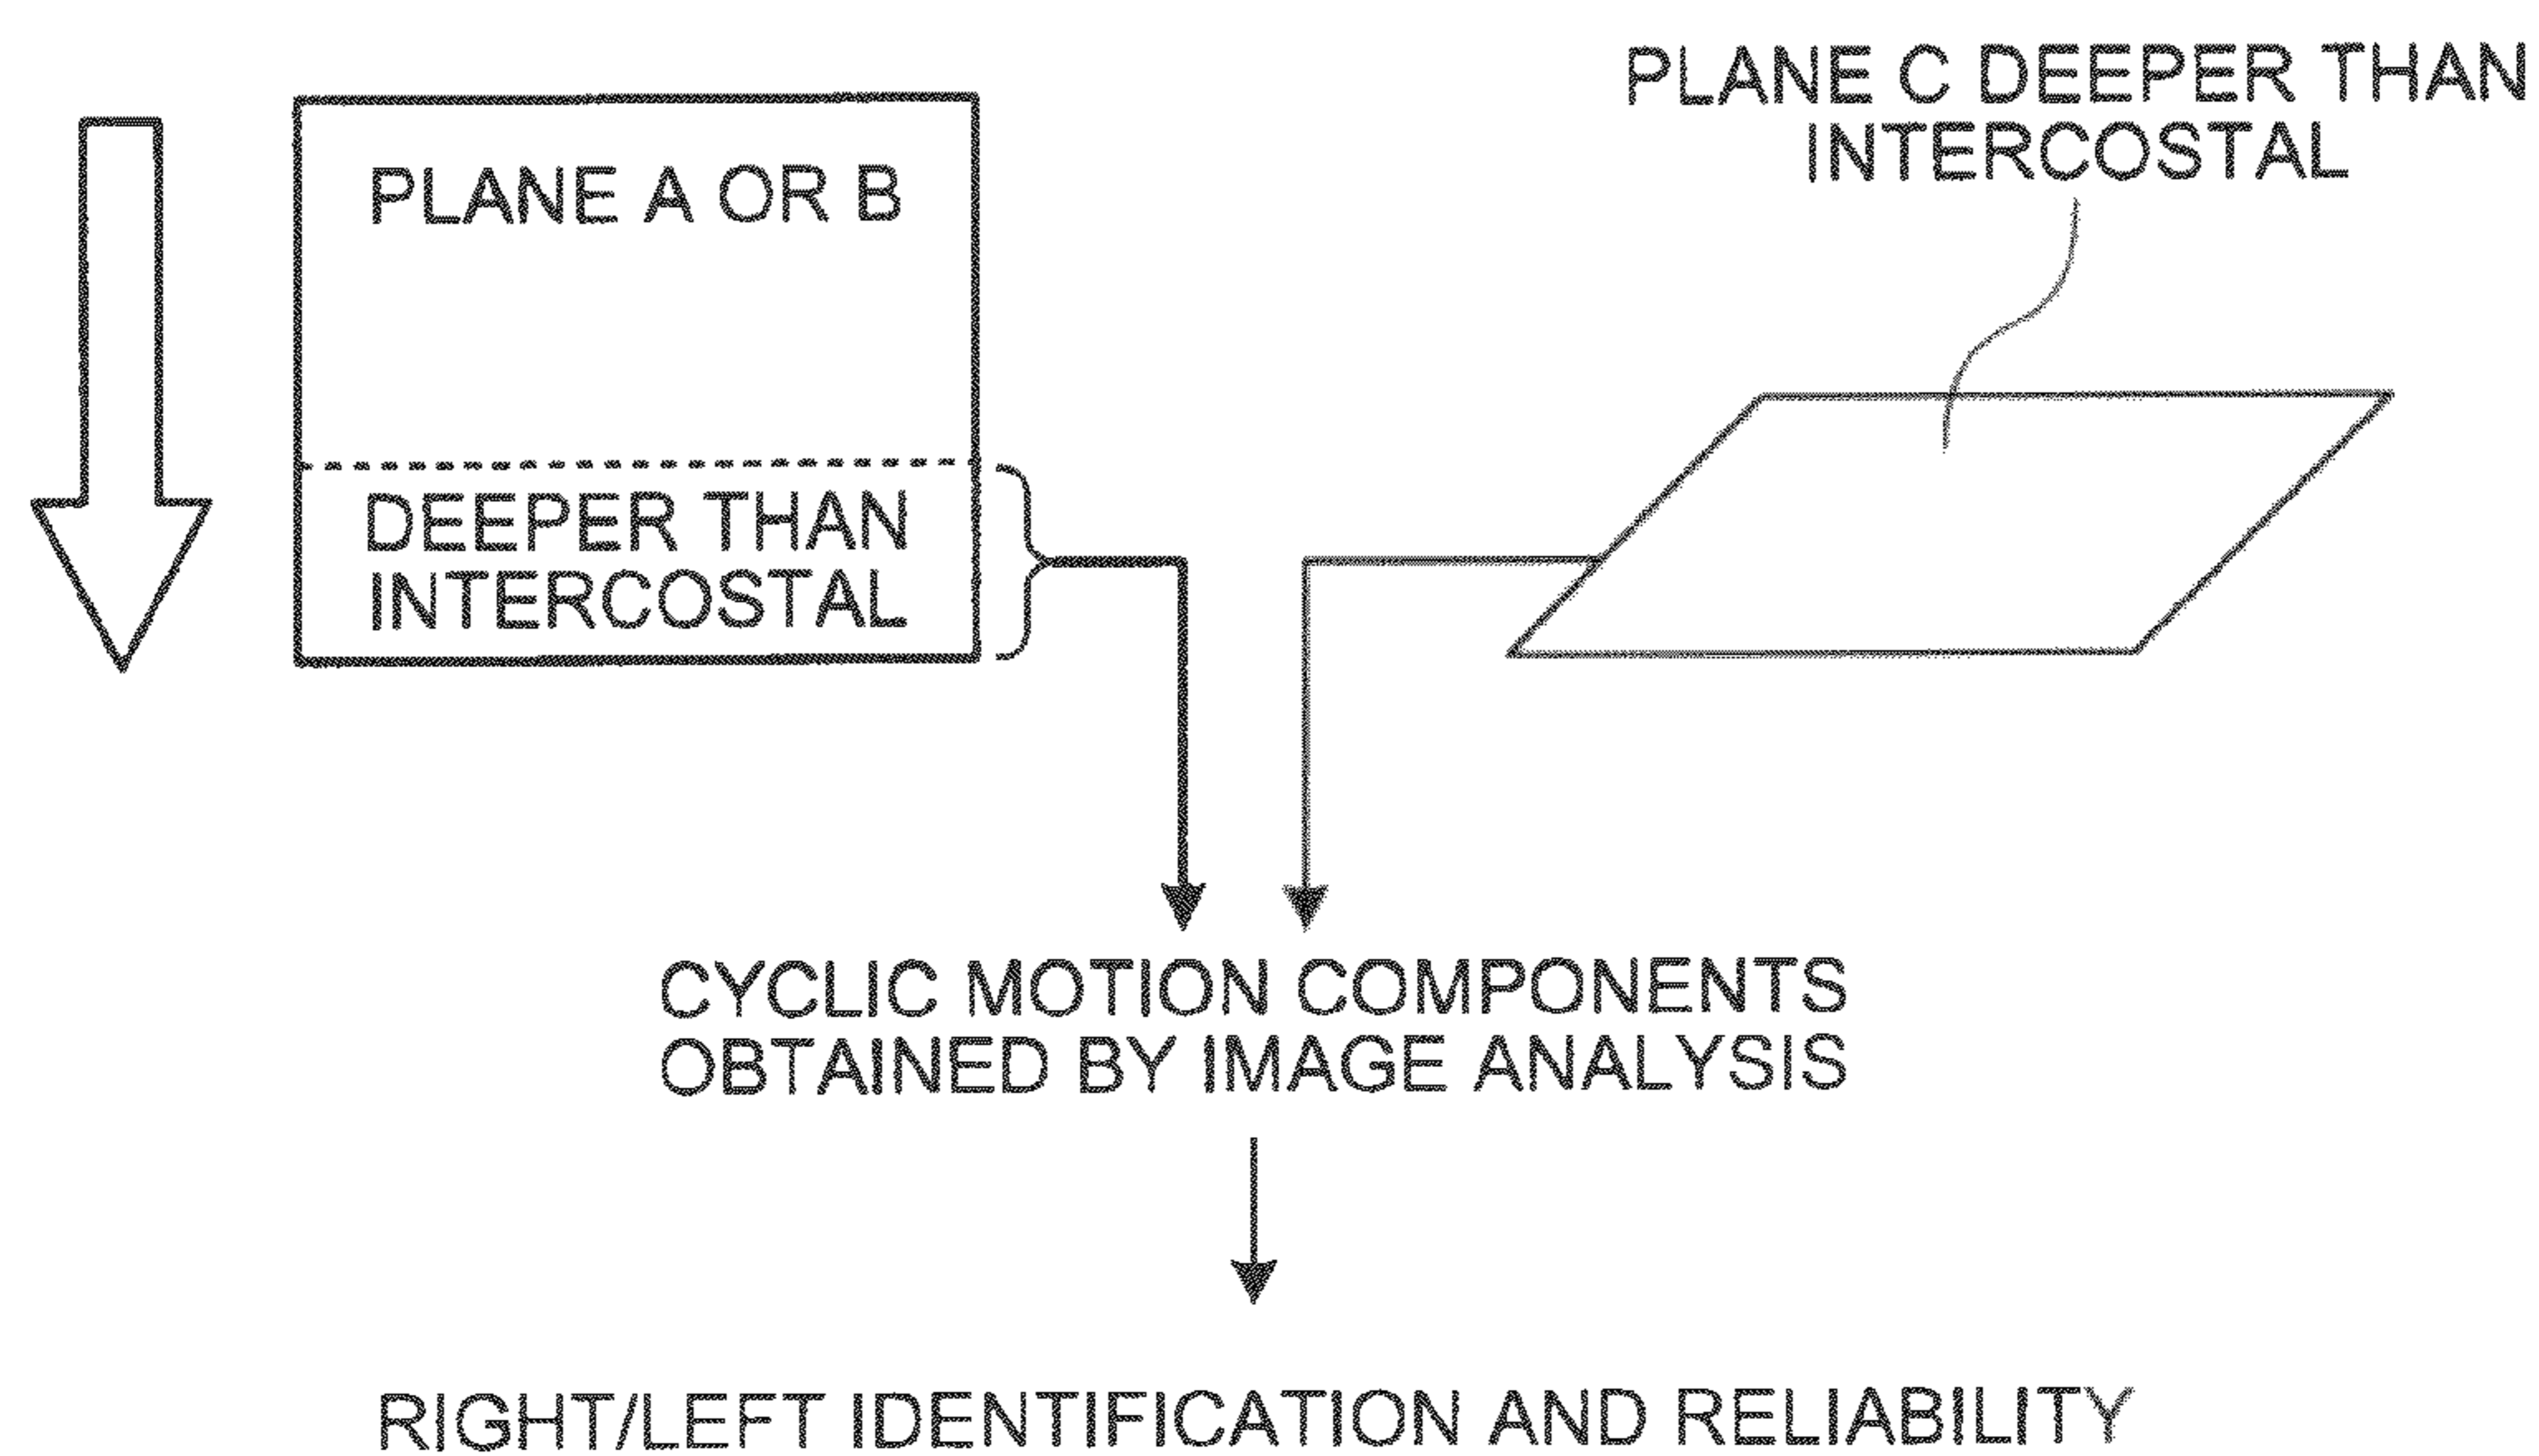 PLANE C DEEPER THAN
INTERCOSTAL
PLANE A OR B
DEEPER THAN
INTERCOSTAL
CYCLIC MOTION COMPONENTS
OBTAINED BY IMAGE ANALYSIS
RIGHT/LEFT IDENTIFICATION AND RELIABILITY